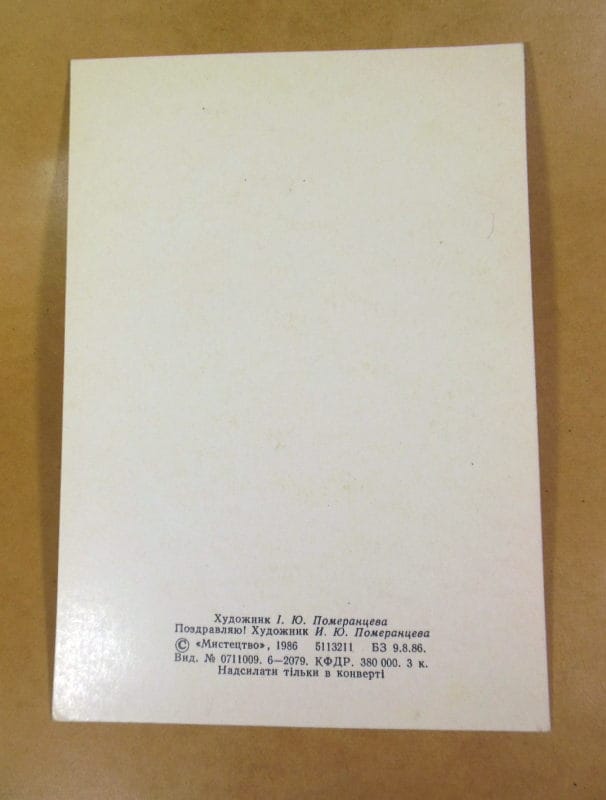 Художник І. Ю. Померанцева
Поздравляю! Художник И. Ю. Померанцева
© «Мистецтво», 1986 5113211 БЗ 9.8.86.
Вид. № 0711009. 6—2079. КФДР. 380 000. 3 к.
Надсилати тільки в конверті